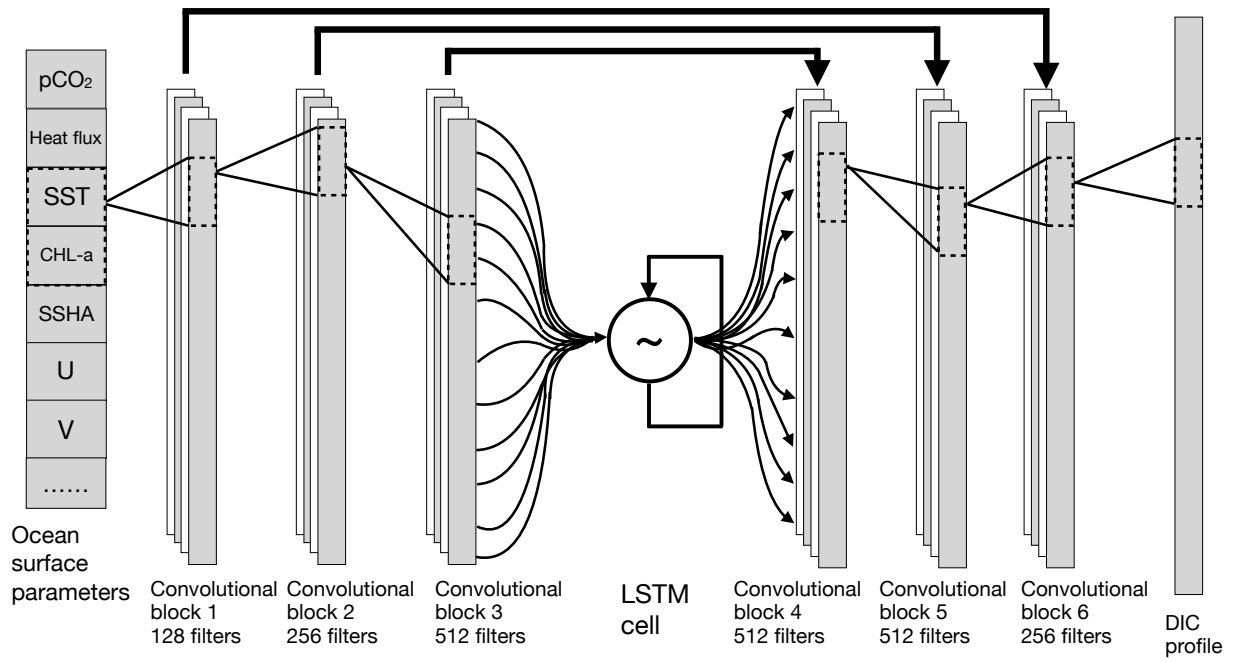 pCO₂
Heat flux
SST
CHL-a
SSHA
U
V
......
Ocean
surface
parameters
Convolutional
block 1
128 filters
Convolutional
block 2
256 filters
Convolutional
block 3
512 filters
~
LSTM
cell
Convolutional
block 4
512 filters
Convolutional
block 5
512 filters
Convolutional
block 6
256 filters
DIC
profile